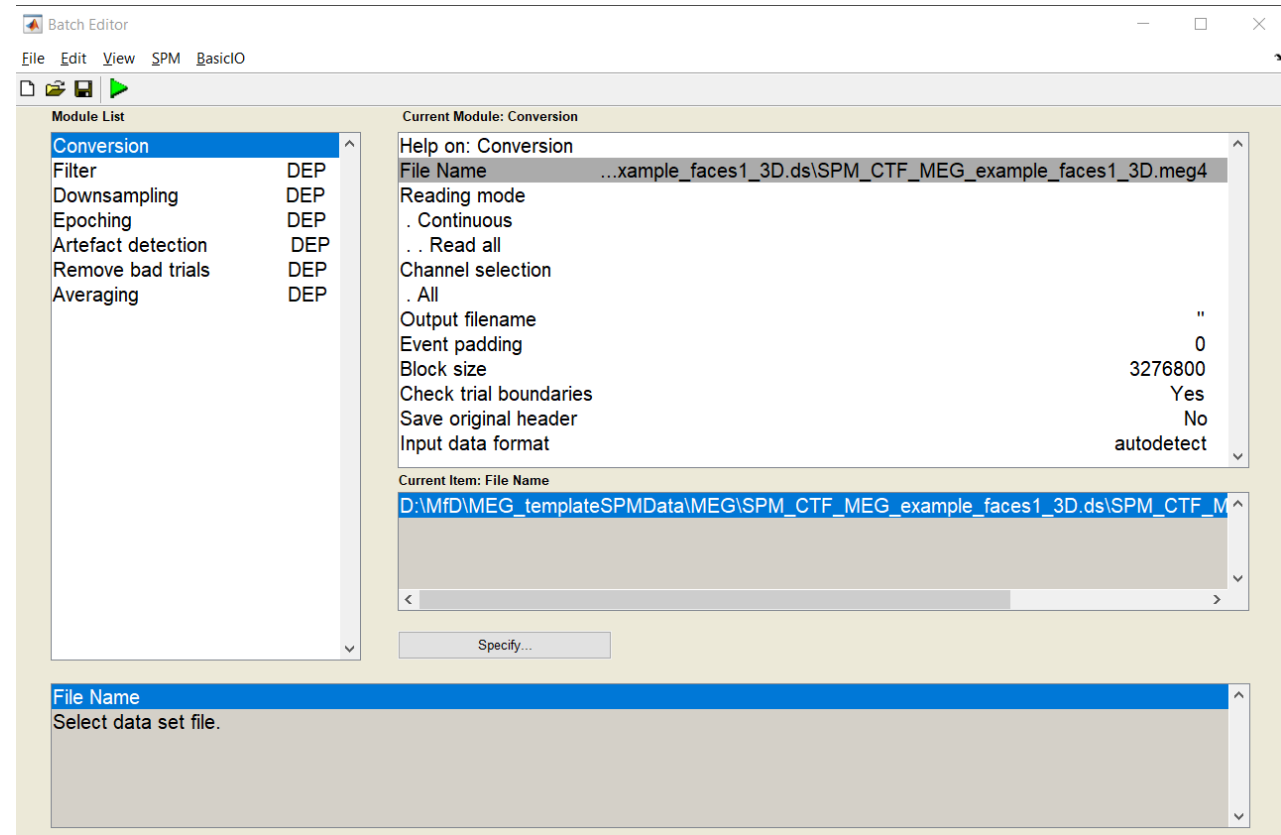 Batch Editor
File Edit View SPM BasicIO
Module List
Conversion
Filter DEP
Downsampling DEP
Epoching DEP
Artefact detection DEP
Remove bad trials DEP
Averaging DEP
Current Module: Conversion
Help on: Conversion
File Name ...xample_faces1_3D.ds\SPM_CTF_MEG_example_faces1_3D.meg4
Reading mode
. Continuous
. . Read all
Channel selection
. All
Output filename ''
Event padding 0
Block size 3276800
Check trial boundaries Yes
Save original header No
Input data format autodetect
Current Item: File Name
D:\MfD\MEG_templateSPMData\MEG\SPM_CTF_MEG_example_faces1_3D.ds\SPM_CTF_M
Specify...
File Name
Select data set file.